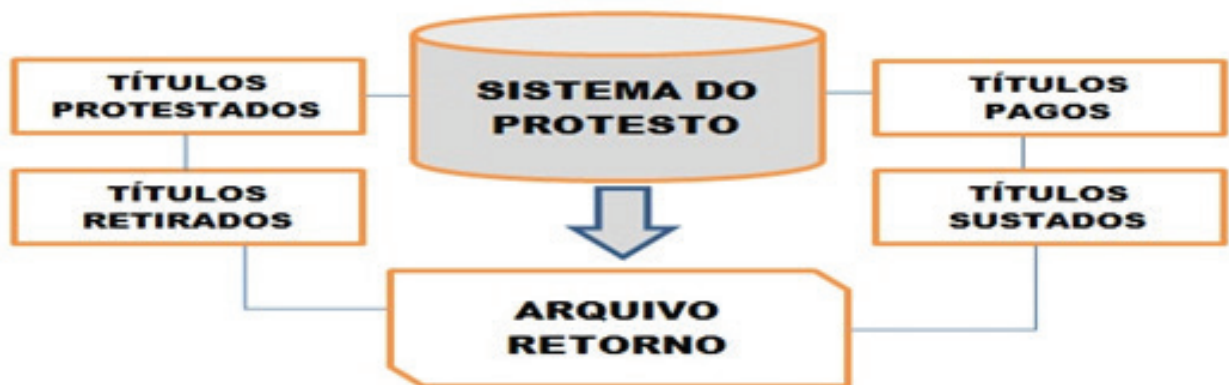 TÍTULOS
PROTESTADOS
SISTEMA DO
PROTESTO
TÍTULOS
PAGOS
TÍTULOS
RETIRADOS
TÍTULOS
SUSTADOS
ARQUIVO
RETORNO